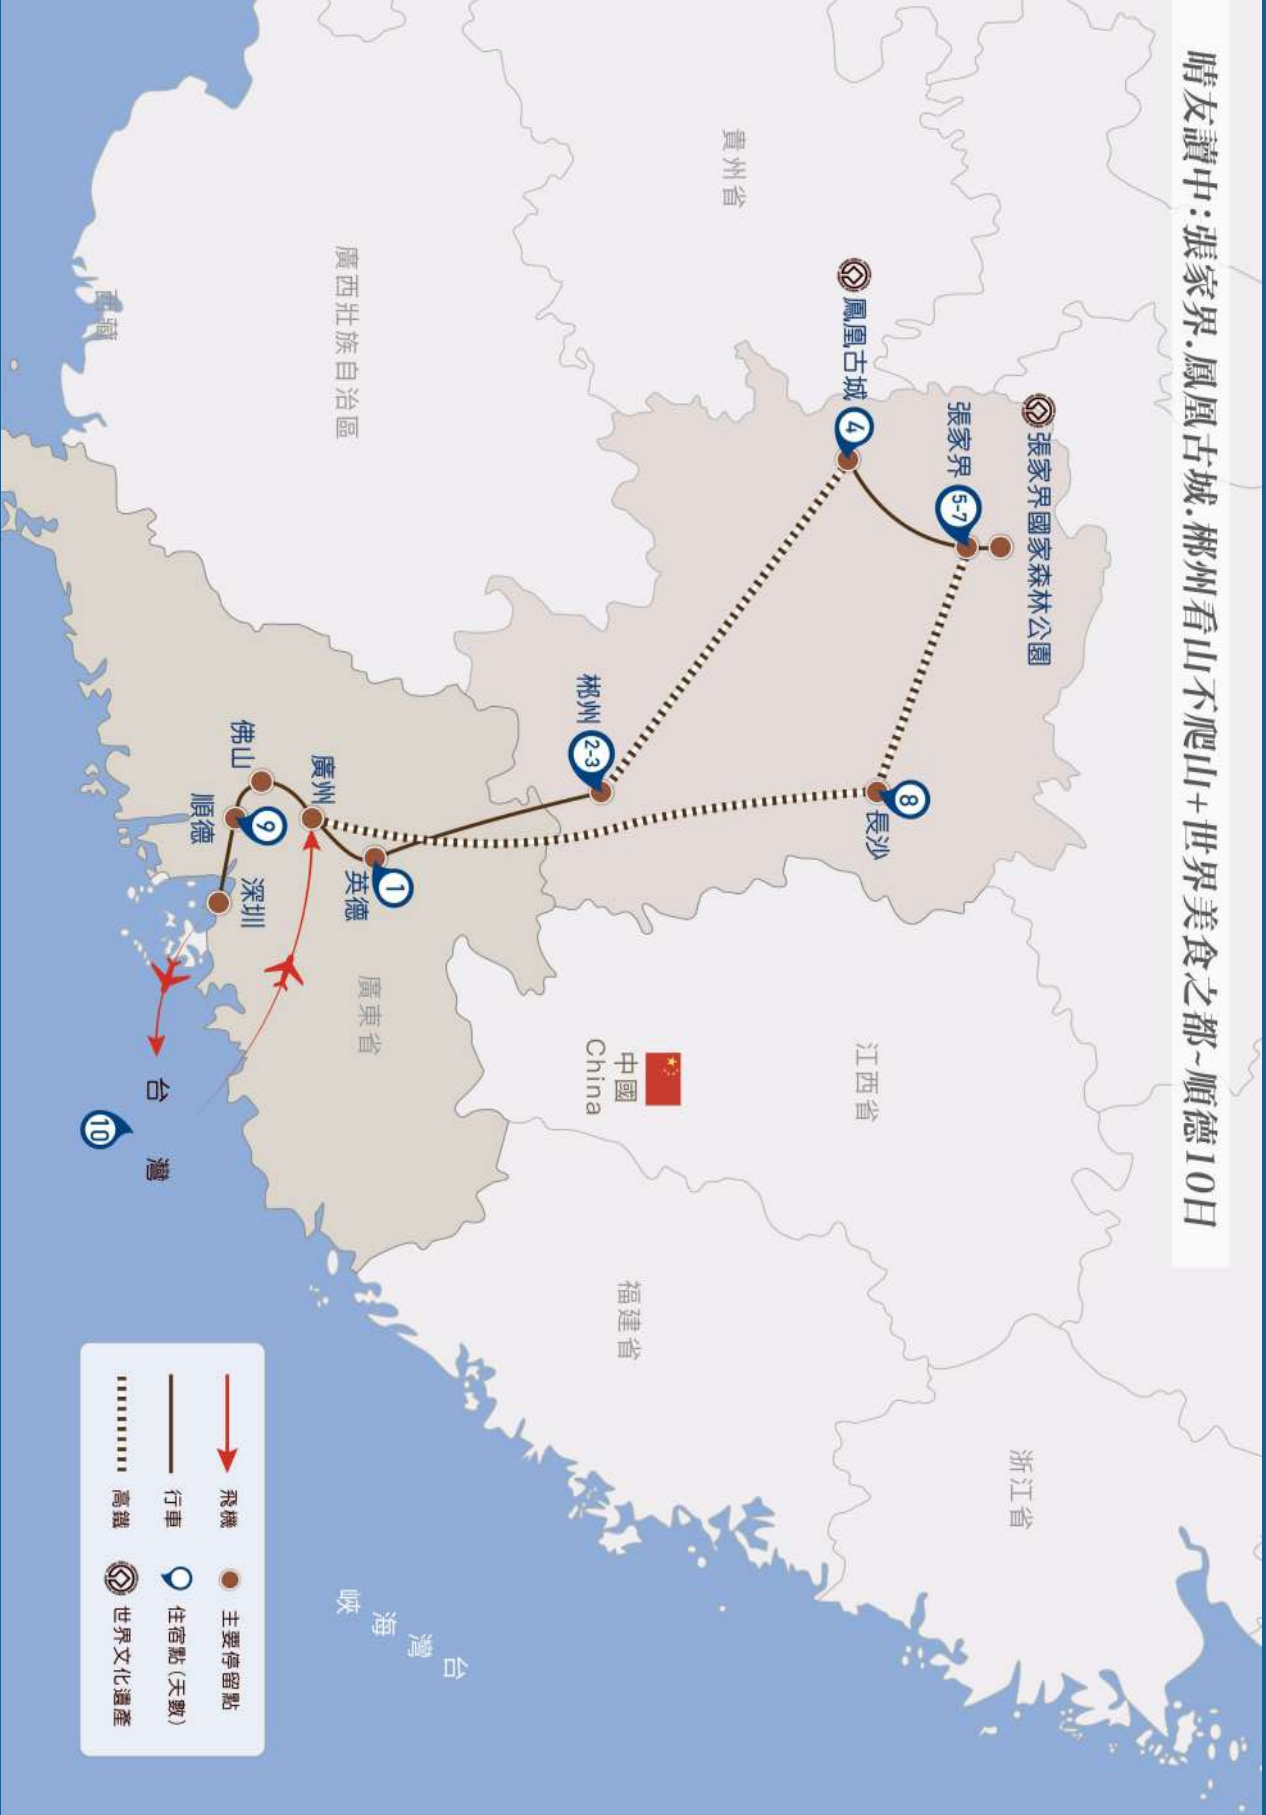 晴友讀中:張家界.鳳凰古城.郴州看山不爬山+世界美食之都~順德10日
張家界國家森林公園
張家界
5-7
鳳凰古城
4
8
長沙
貴州省
江西省
浙江省
郴州
2-3
中國
China
福建省
廣西壯族自治區
廣州
1
英德
廣東省
佛山
9
順德
深圳
西藏
台灣
10
台灣海峽
飛機
主要停留點
行車
住宿點(天數)
高鐵
世界文化遺產